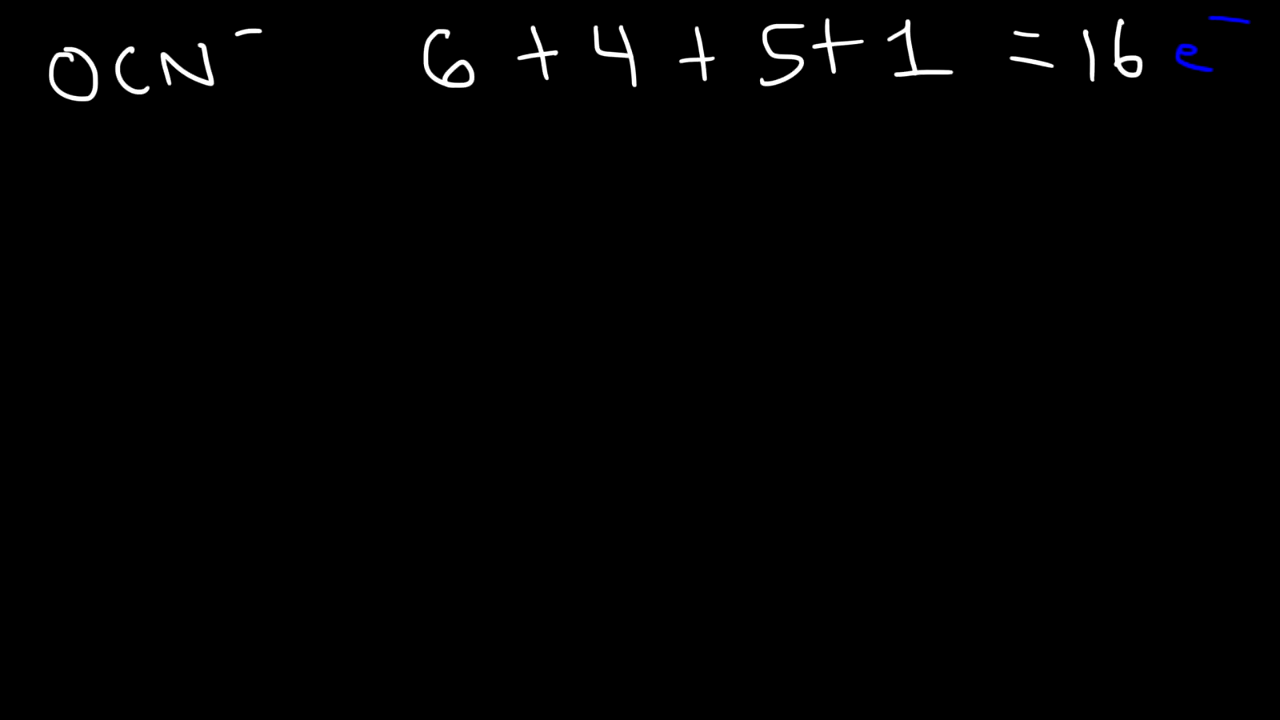 OCN⁻ 6 + 4 + 5 + 1 = 16 e⁻